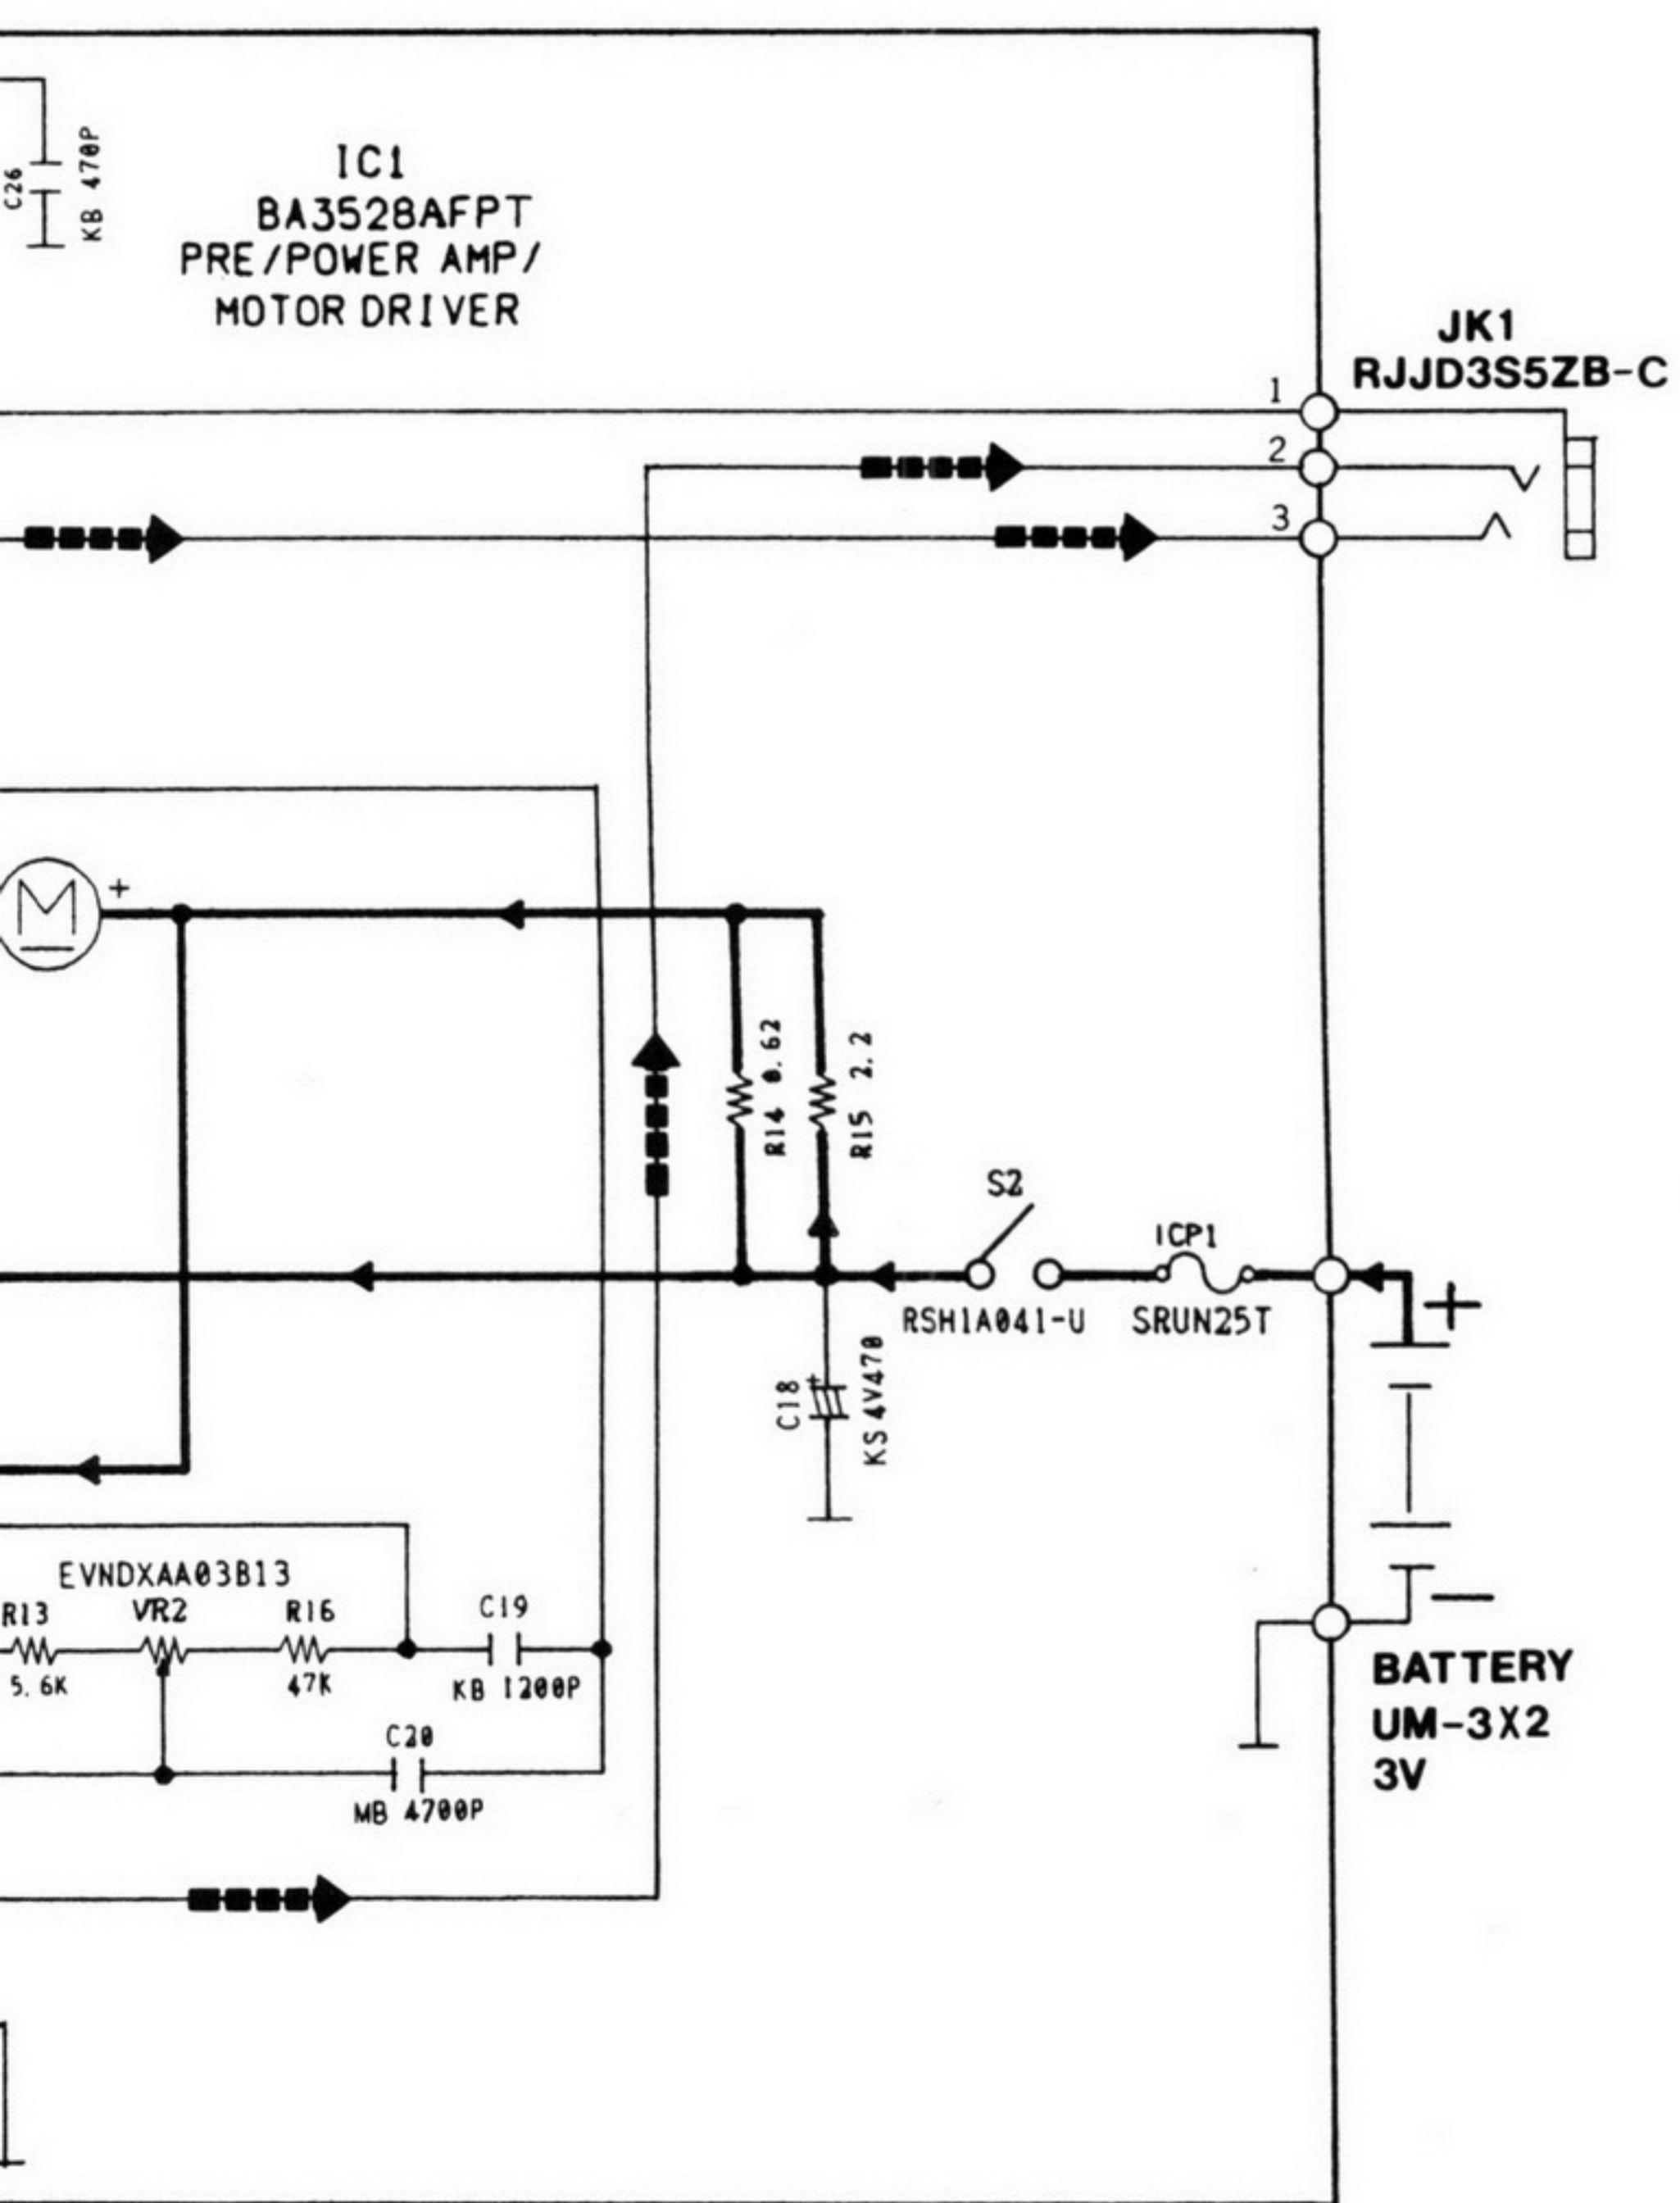 C26
KB 470P
IC1
BA3528AFPT
PRE/POWER AMP/
MOTOR DRIVER
JK1
RJJD3S5ZB-C
1
2
3
M
+
R14 0.62
R15 2.2
S2
RSH1A041-U
ICP1
SRUN25T
+
C18
+
KS 4V470
EVNDXAA03B13
R13
VR2
R16
C19
5.6K
47K
KB 1200P
C20
MB 4700P
−
BATTERY
UM-3X2
3V